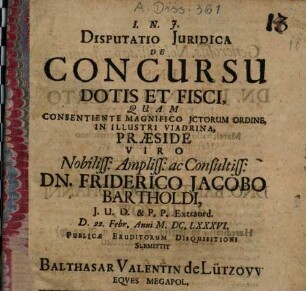 A. Diss. 361
13
I. N. J.
DISPUTATIO JURIDICA
DE
CONCURSU
DOTIS ET FISCI,
QUAM
CONSENTIENTE MAGNIFICO JCTORUM ORDINE,
IN ILLUSTRI VIADRINA,
PRÆSIDE
VIRO
Nobiliss: Ampliss: ac Consultiss:
DN. FRIDERICO JACOBO
BARTHOLDI,
J. U. D. & P. P. Extraord.
D. 22. Febr. Anni M. DC. LXXXVI.
PUBLICÆ ERUDITORUM DISQUISITIONI
SUBMITTIT
BALTHASAR VALENTIN de LÜTZOVV
EQVES MEGAPOL,